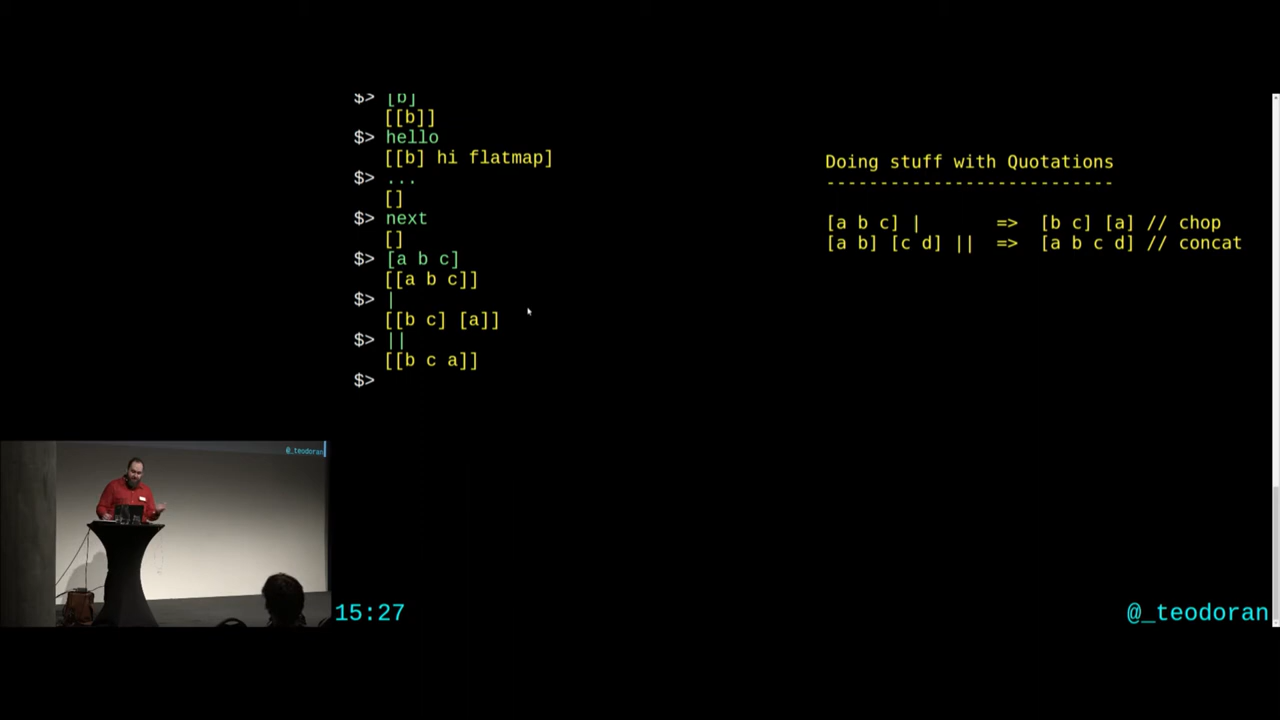 $> [b]
[[b]]
$> hello
[[b] hi flatmap]
$> ...
[]
$> next
[]
$> [a b c]
[[a b c]]
$> |
[[b c] [a]]
$> ||
[[b c a]]
$>
Doing stuff with Quotations
---------------------------
[a b c] | => [b c] [a] // chop
[a b] [c d] || => [a b c d] // concat
@_teodoran
15:27
@_teodoran